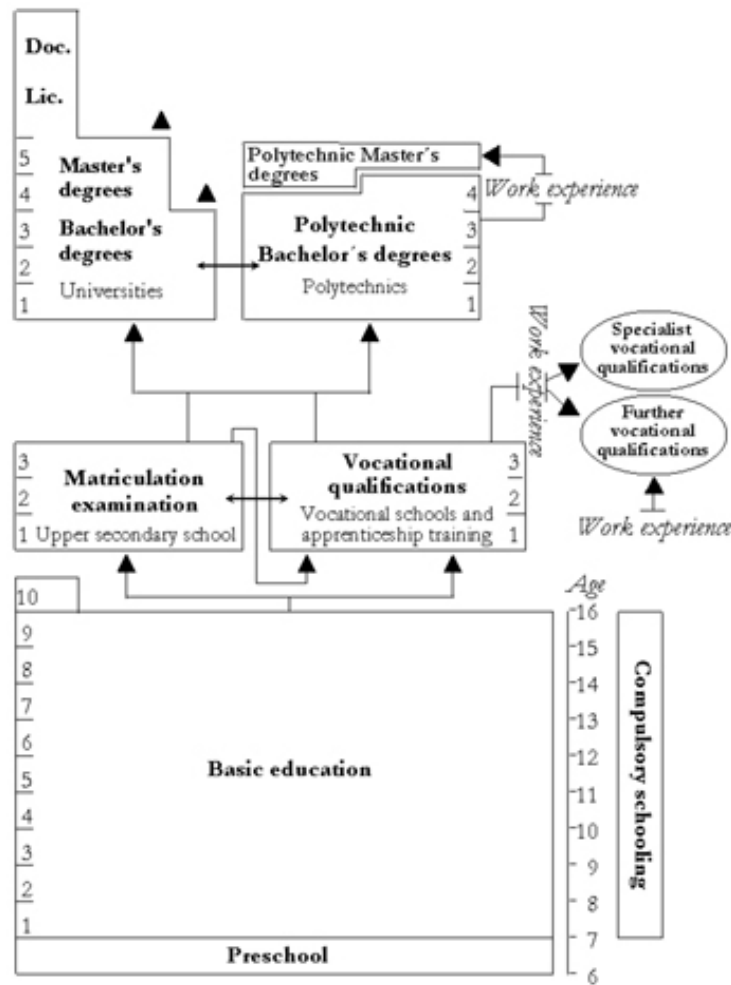 Doc.
Lic.
5
4
3
2
1
Master's
degrees
Bachelor's
degrees
Universities
Polytechnic Master´s
degrees
Work experience
4
3
2
1
Polytechnic
Bachelor´s degrees
Polytechnics
Work experience
Specialist
vocational
qualifications
Further
vocational
qualifications
Work experience
3
2
1
Matriculation
examination
Upper secondary school
Vocational
qualifications
Vocational schools and
apprenticeship training
3
2
1
10
9
8
7
6
5
4
3
2
1
Basic education
Preschool
Age
16
15
14
13
12
11
10
9
8
7
6
Compulsory schooling